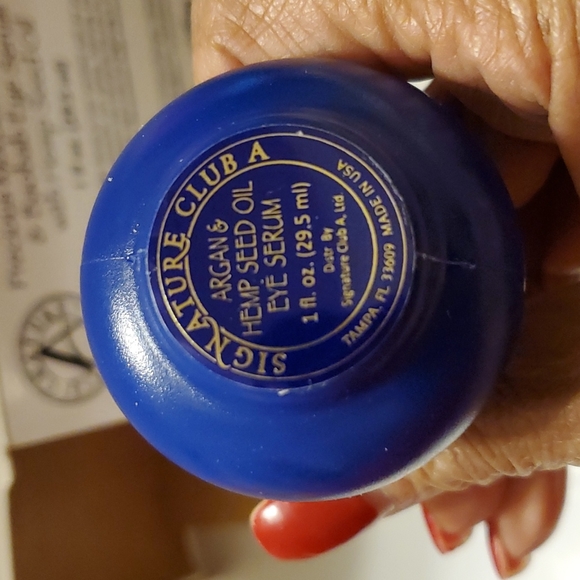 SIGNATURE CLUB A
ARGAN &
HEMP SEED OIL
EYE SERUM
1 fl. oz. (29.5 ml)
Distr By
Signature Club A, Ltd.
TAMPA, FL 33609 MADE IN USA